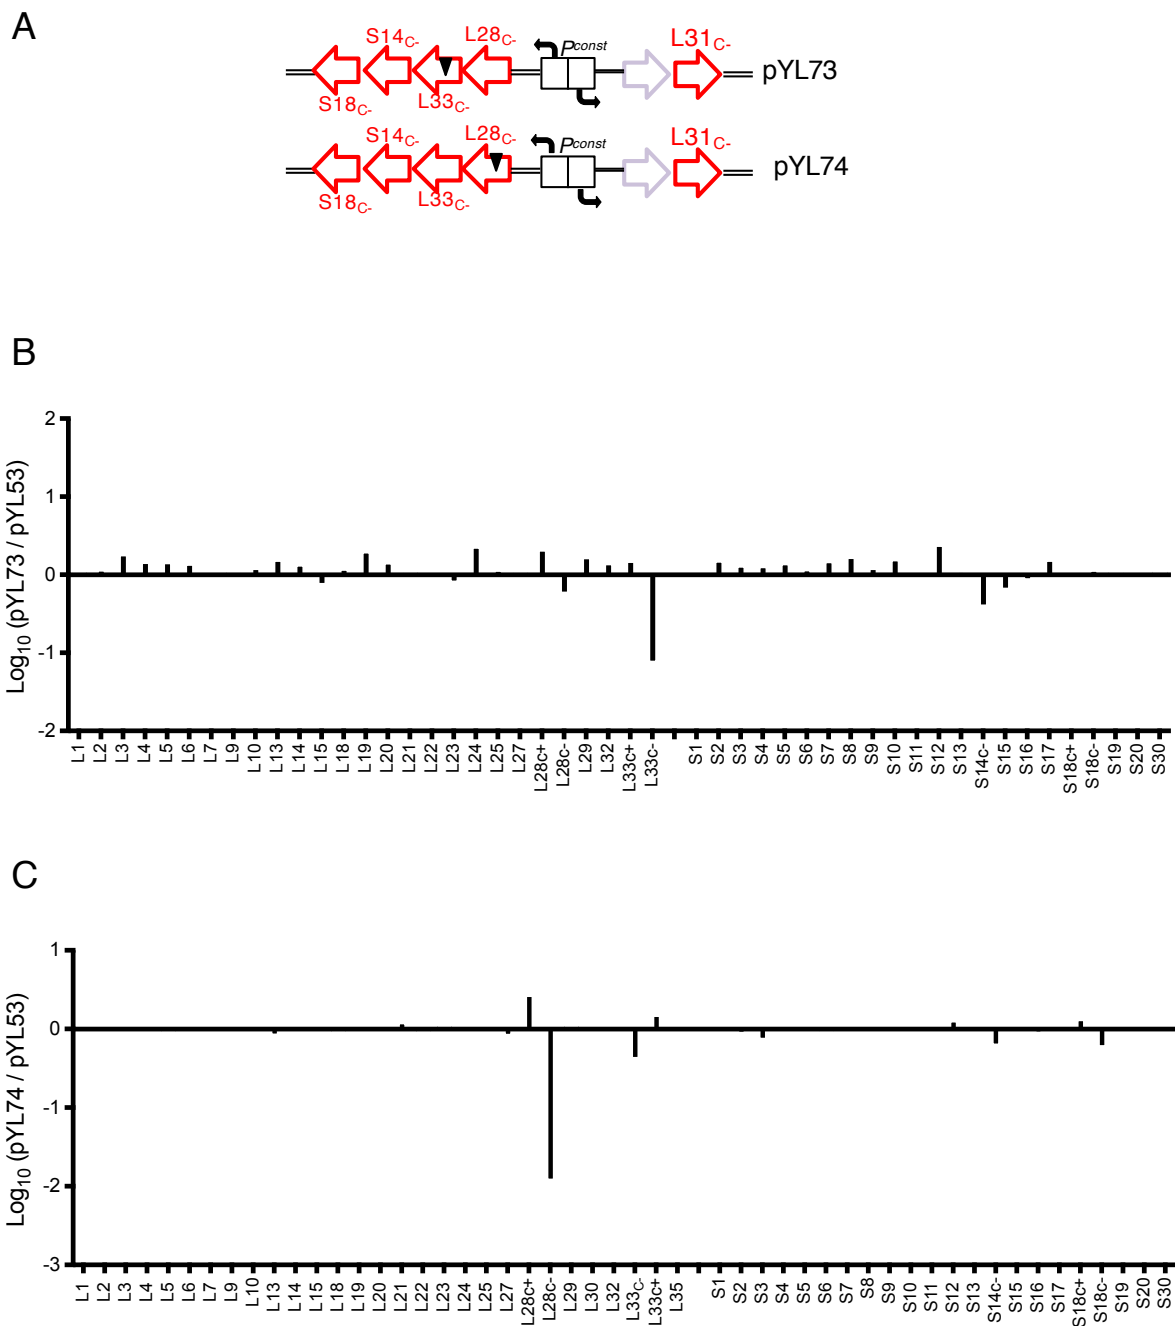 A
S14C- L28C- Pconst L31C- pYL73
S18C- L33C-
S14C- L28C- Pconst L31C- pYL74
S18C- L33C-
B
Log10 (pYL73 / pYL53)
2
1
0
-1
-2
L1 L2 L3 L4 L5 L6 L7 L9 L10 L13 L14 L15 L18 L19 L20 L21 L22 L23 L24 L25 L27 L28c+ L28c- L29 L32 L33c+ L33c- S1 S2 S3 S4 S5 S6 S7 S8 S9 S10 S11 S12 S13 S14c- S15 S16 S17 S18c+ S18c- S19 S20 S30
C
Log10 (pYL74 / pYL53)
1
0
-1
-2
-3
L1 L2 L3 L4 L5 L6 L7 L9 L10 L13 L14 L15 L18 L19 L20 L21 L22 L23 L24 L25 L27 L28c+ L28c- L29 L30 L32 L33C- L33c+ L35 S1 S2 S3 S4 S5 S6 S7 S8 S9 S10 S11 S12 S13 S14c- S15 S16 S17 S18c+ S18c- S19 S20 S30